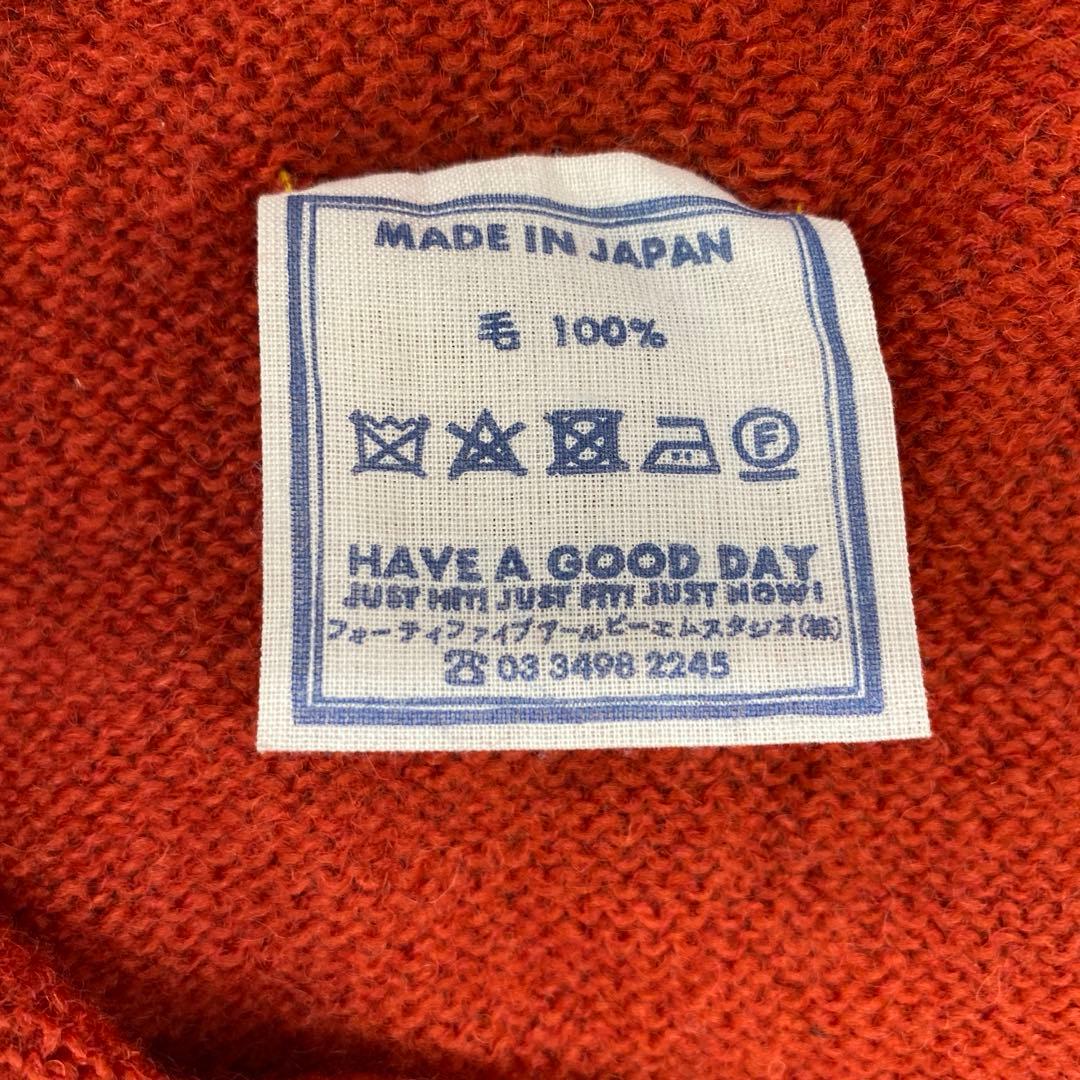 MADE IN JAPAN
毛 100%
F
HAVE A GOOD DAY
JUST HIT! JUST FIT! JUST NOW!
フォーティファイブアールピーエムスタジオ(株)
☎ 03 3498 2245